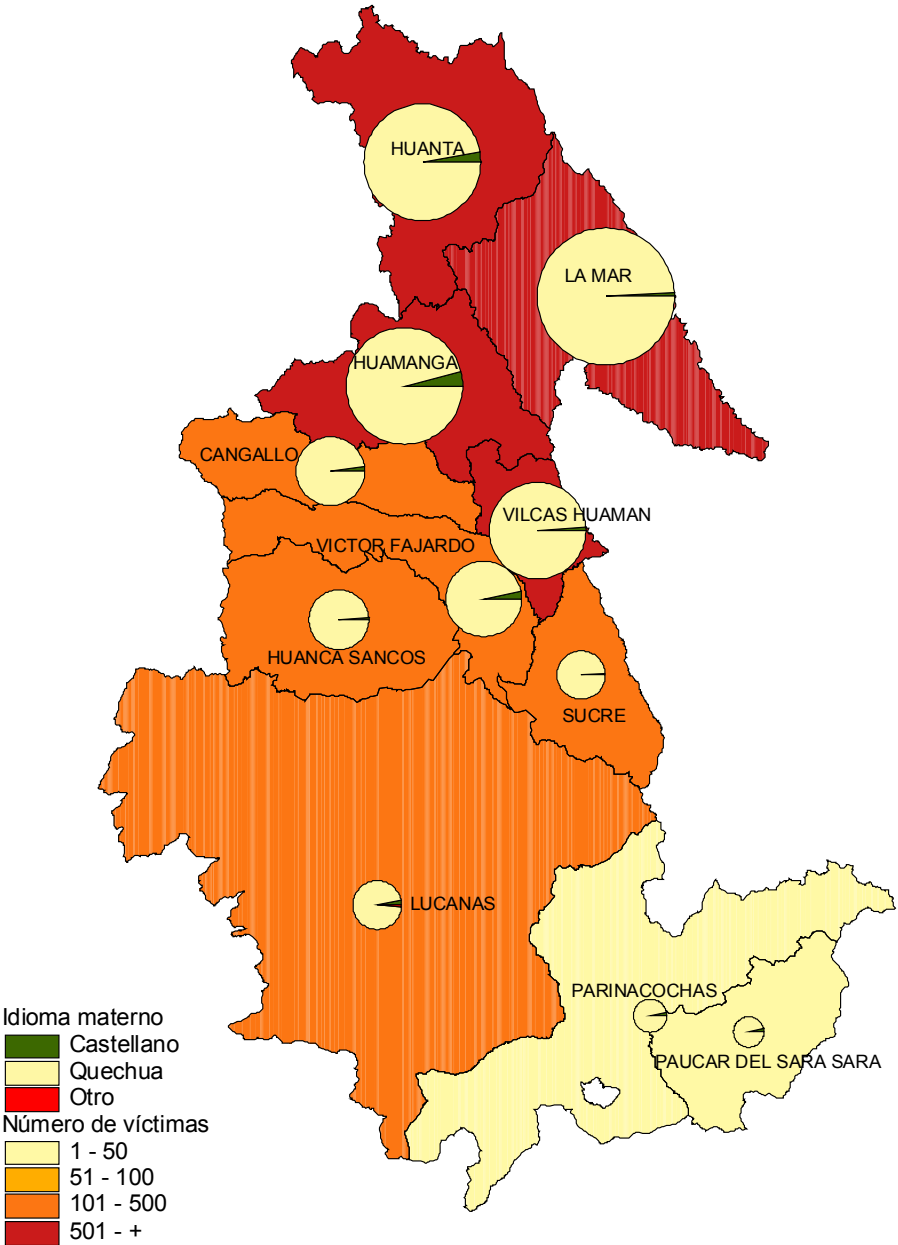 HUANTA
LA MAR
HUAMANGA
CANGALLO
VILCAS HUAMAN
VICTOR FAJARDO
HUANCA SANCOS
SUCRE
LUCANAS
PARINACOCHAS
PAUCAR DEL SARA SARA
Idioma materno
Castellano
Quechua
Otro
Número de víctimas
1 - 50
51 - 100
101 - 500
501 - +